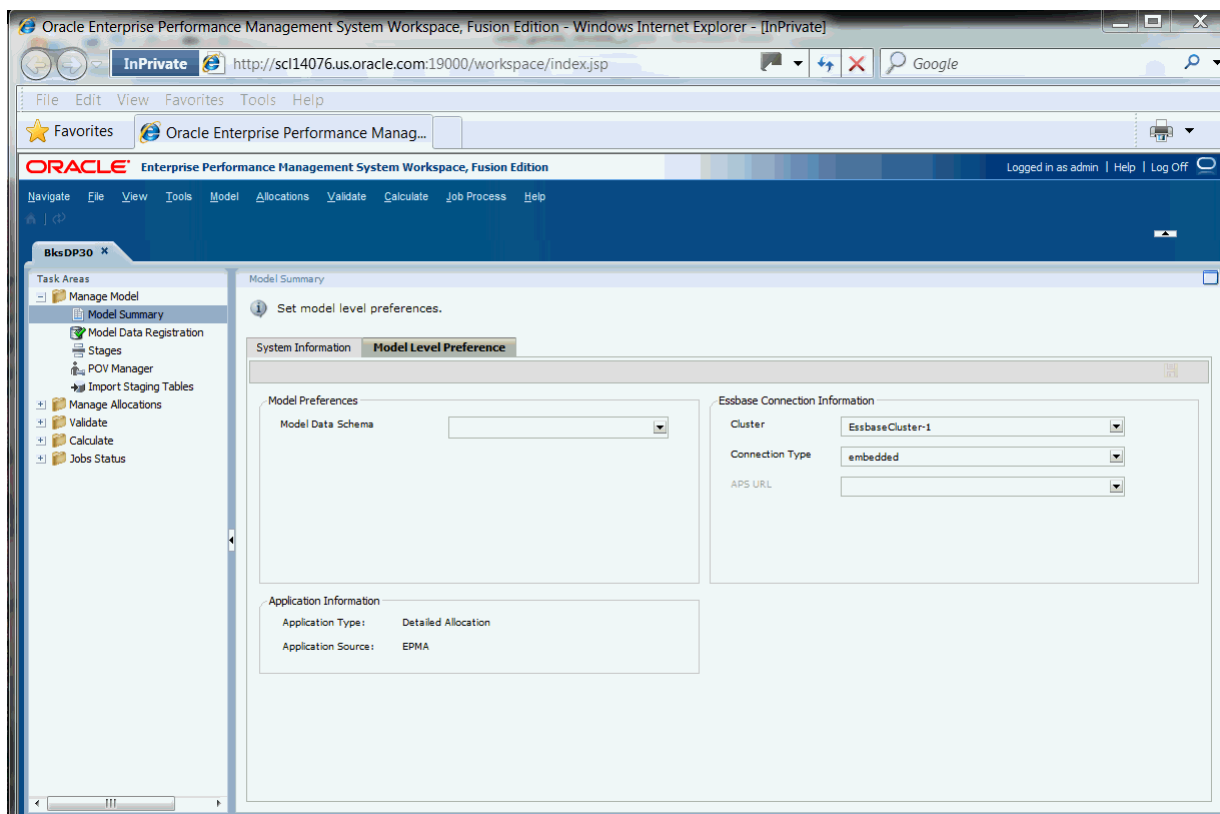 Oracle Enterprise Performance Management System Workspace, Fusion Edition - Windows Internet Explorer - [InPrivate]
InPrivate http://scl14076.us.oracle.com:19000/workspace/index.jsp Google
File Edit View Favorites Tools Help
Favorites Oracle Enterprise Performance Manag...
ORACLE Enterprise Performance Management System Workspace, Fusion Edition Logged in as admin | Help | Log Off
Navigate File View Tools Model Allocations Validate Calculate Job Process Help
BksDP30
Task Areas
Manage Model
Model Summary
Model Data Registration
Stages
POV Manager
Import Staging Tables
Manage Allocations
Validate
Calculate
Jobs Status
Model Summary
Set model level preferences.
System Information Model Level Preference
Model Preferences
Model Data Schema
Essbase Connection Information
Cluster EssbaseCluster-1
Connection Type embedded
APS URL
Application Information
Application Type: Detailed Allocation
Application Source: EPMA